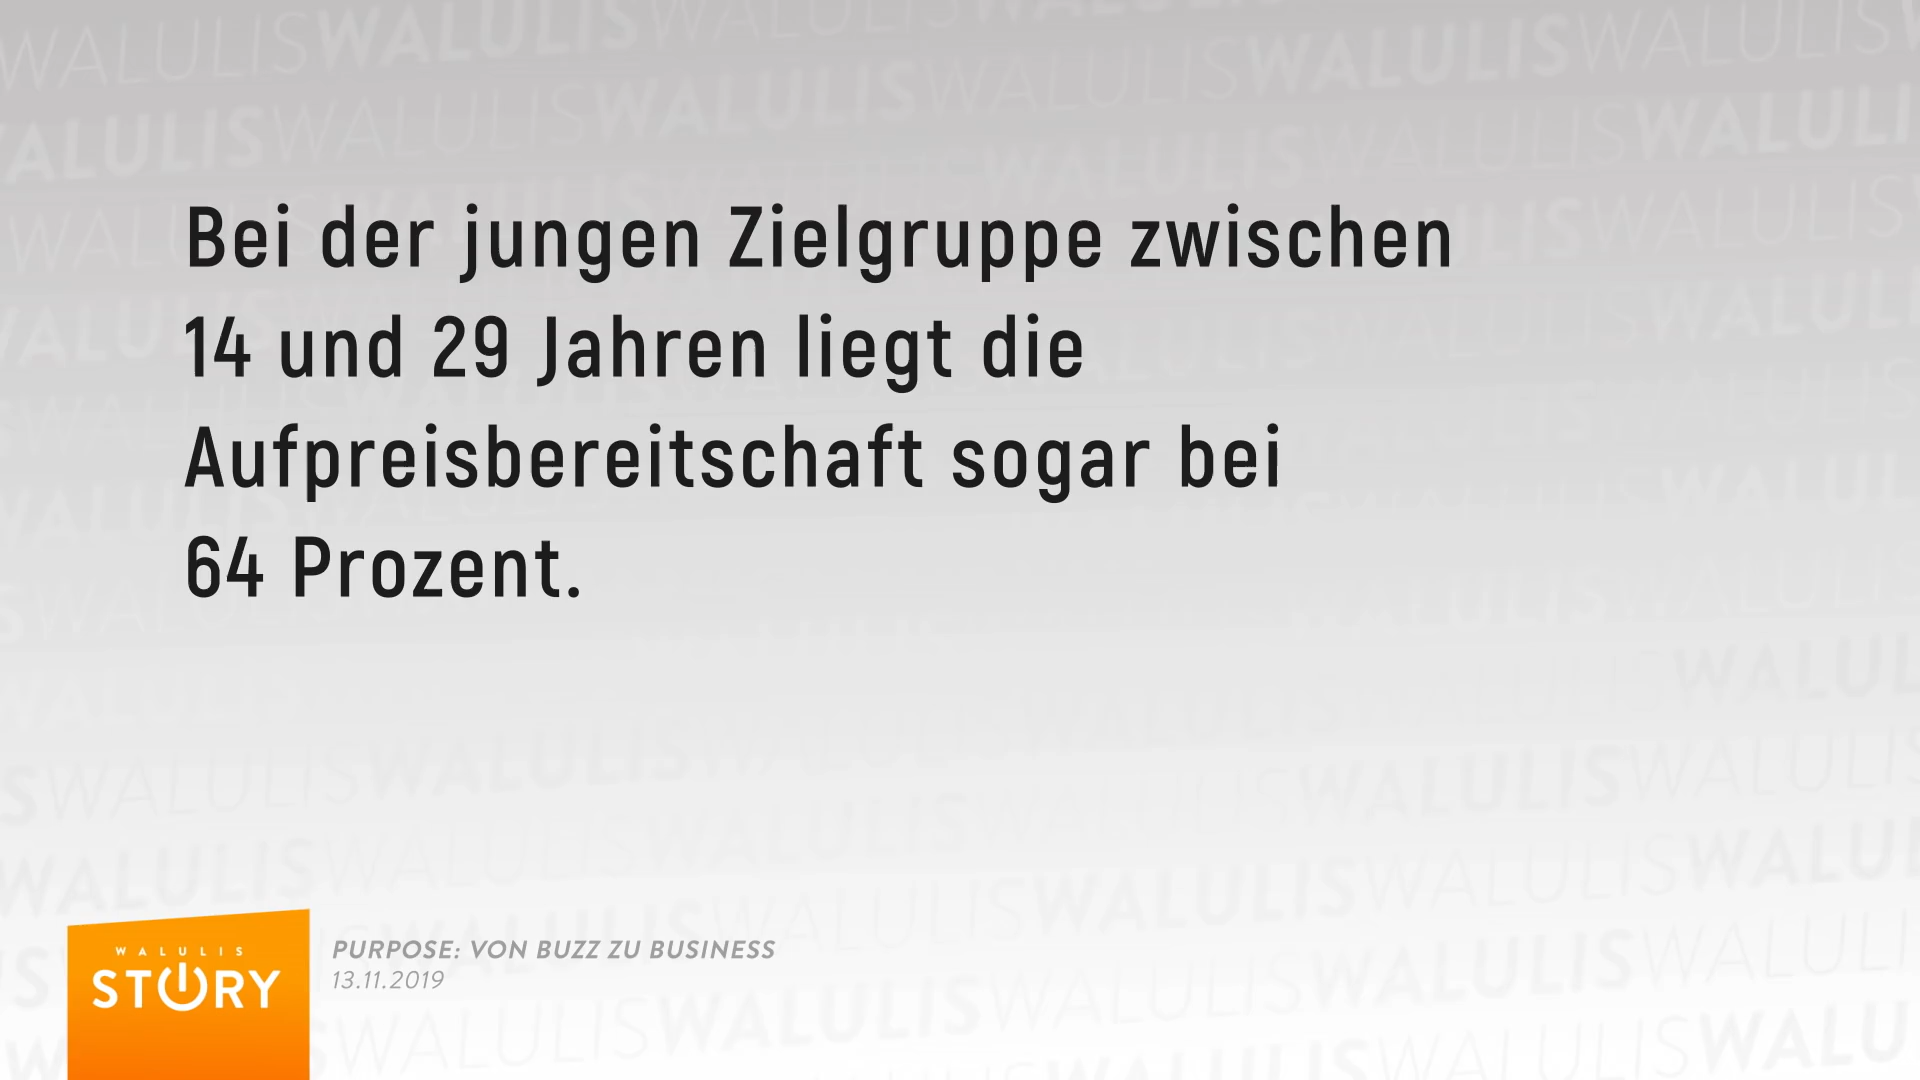 Bei der jungen Zielgruppe zwischen
14 und 29 Jahren liegt die
Aufpreisbereitschaft sogar bei
64 Prozent.
WALULIS
STORY
PURPOSE: VON BUZZ ZU BUSINESS
13.11.2019